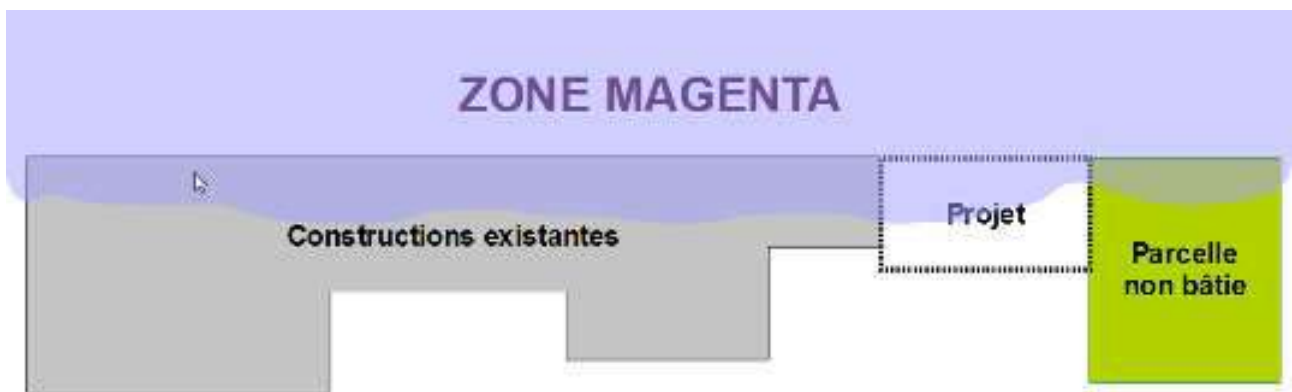 ZONE MAGENTA
Projet
Constructions existantes
Parcelle
non bâtie